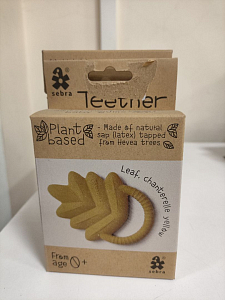 sebra
Teether
Plant
based
- Made of natural
sap (latex) tapped
from Hevea trees
Leaf, chanterelle yellow
From
age 0+
sebra